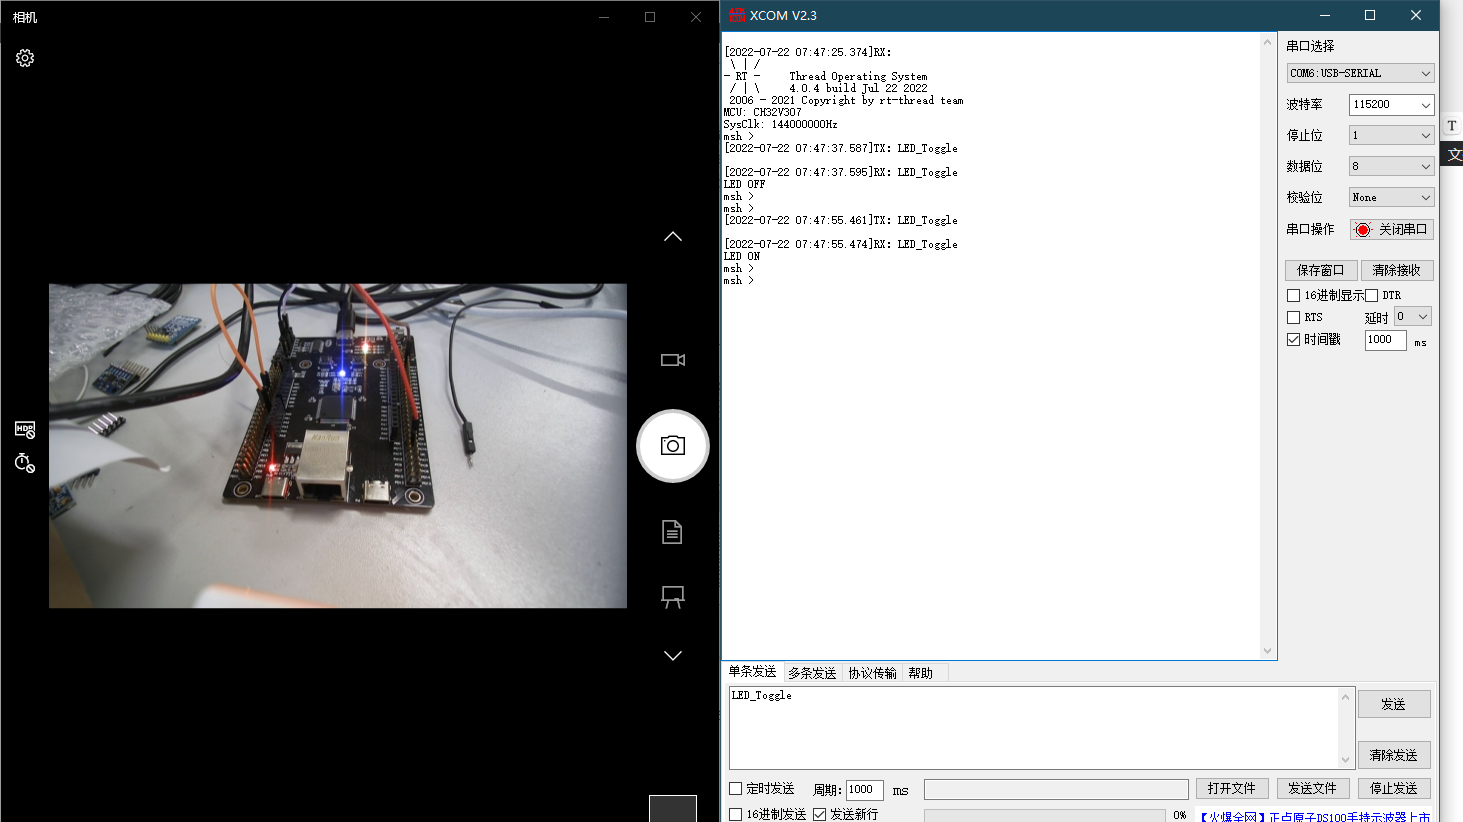 相机
XCOM V2.3
[2022-07-22 07:47:25.374]RX:
\ | /
- RT -     Thread Operating System
/ | \     4.0.4 build Jul 22 2022
2006 - 2021 Copyright by rt-thread team
MCU: CH32V307
SysClk: 144000000Hz
msh >
[2022-07-22 07:47:37.587]TX: LED_Toggle
[2022-07-22 07:47:37.595]RX: LED_Toggle
LED OFF
msh >
msh >
[2022-07-22 07:47:55.461]TX: LED_Toggle
[2022-07-22 07:47:55.474]RX: LED_Toggle
LED ON
msh >
msh >
串口选择
COM6:USB-SERIAL
波特率 115200
停止位 1
数据位 8
校验位 None
串口操作 关闭串口
保存窗口 清除接收
16进制显示 DTR
RTS 延时 0
时间戳 1000 ms
T
文
HDR
单条发送 多条发送 协议传输 帮助
LED_Toggle
发送
清除发送
定时发送 周期: 1000 ms 打开文件 发送文件 停止发送
16进制发送 发送新行 0% 【火爆全网】正点原子DS100手持示波器上市